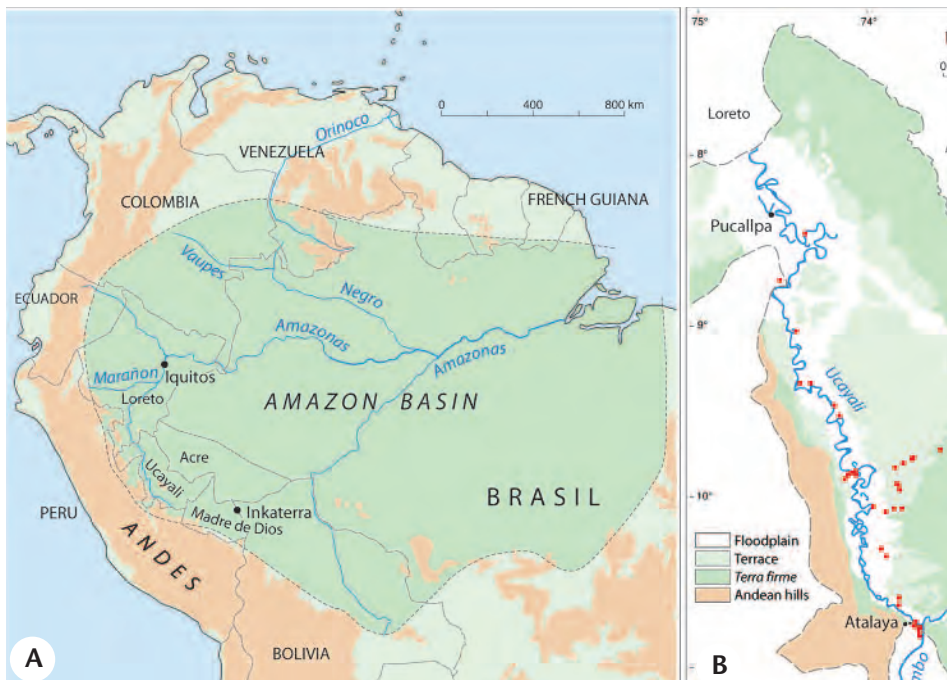 0 400 800 km
Orinoco
VENEZUELA
COLOMBIA
FRENCH GUIANA
Vaupes
Negro
ECUADOR
Amazonas
Amazonas
Marañon
Iquitos
Loreto
AMAZON BASIN
Acre
Ucayali
Inkaterra
BRASIL
Madre de Dios
PERU
ANDES
BOLIVIA
A
75°
74°
Loreto
8°
Pucallpa
9°
Ucayali
10°
Floodplain
Terrace
Terra firme
Andean hills
Atalaya
B